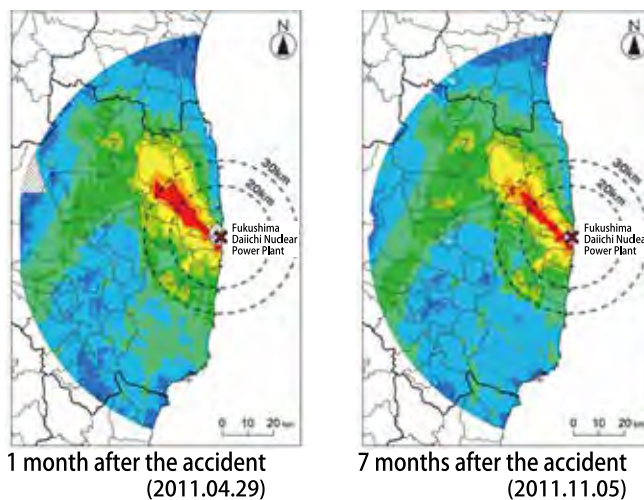 N
30km
20km
Fukushima
Daiichi Nuclear
Power Plant
0 10 20 km
1 month after the accident
(2011.04.29)
N
30km
20km
Fukushima
Daiichi Nuclear
Power Plant
0 10 20 km
7 months after the accident
(2011.11.05)